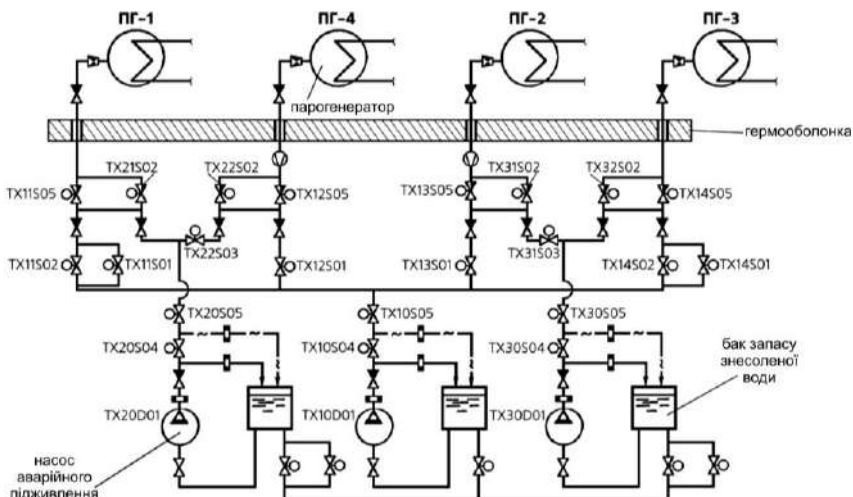 ПГ-1
ПГ-4
ПГ-2
ПГ-3
парогенератор
гермооболонка
TX21S02
TX22S02
TX31S02
TX32S02
TX11S05
TX12S05
TX13S05
TX14S05
TX22S03
TX31S03
TX11S02
TX11S01
TX12S01
TX13S01
TX14S02
TX14S01
TX20S05
TX10S05
TX30S05
TX20S04
TX10S04
TX30S04
бак запасу
знесоленої
води
TX20D01
TX10D01
TX30D01
насос
аварійного
підживлення